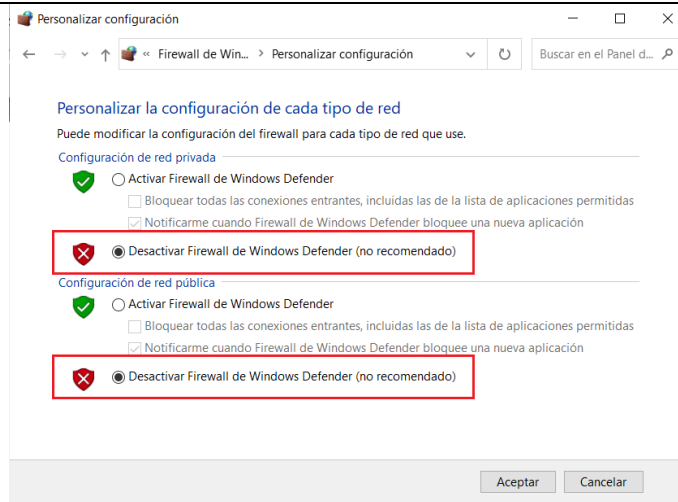 Personalizar configuración
« Firewall de Win... > Personalizar configuración
Buscar en el Panel d...
Personalizar la configuración de cada tipo de red
Puede modificar la configuración del firewall para cada tipo de red que use.
Configuración de red privada
Activar Firewall de Windows Defender
Bloquear todas las conexiones entrantes, incluidas las de la lista de aplicaciones permitidas
Notificarme cuando Firewall de Windows Defender bloquee una nueva aplicación
Desactivar Firewall de Windows Defender (no recomendado)
Configuración de red pública
Activar Firewall de Windows Defender
Bloquear todas las conexiones entrantes, incluidas las de la lista de aplicaciones permitidas
Notificarme cuando Firewall de Windows Defender bloquee una nueva aplicación
Desactivar Firewall de Windows Defender (no recomendado)
Aceptar
Cancelar